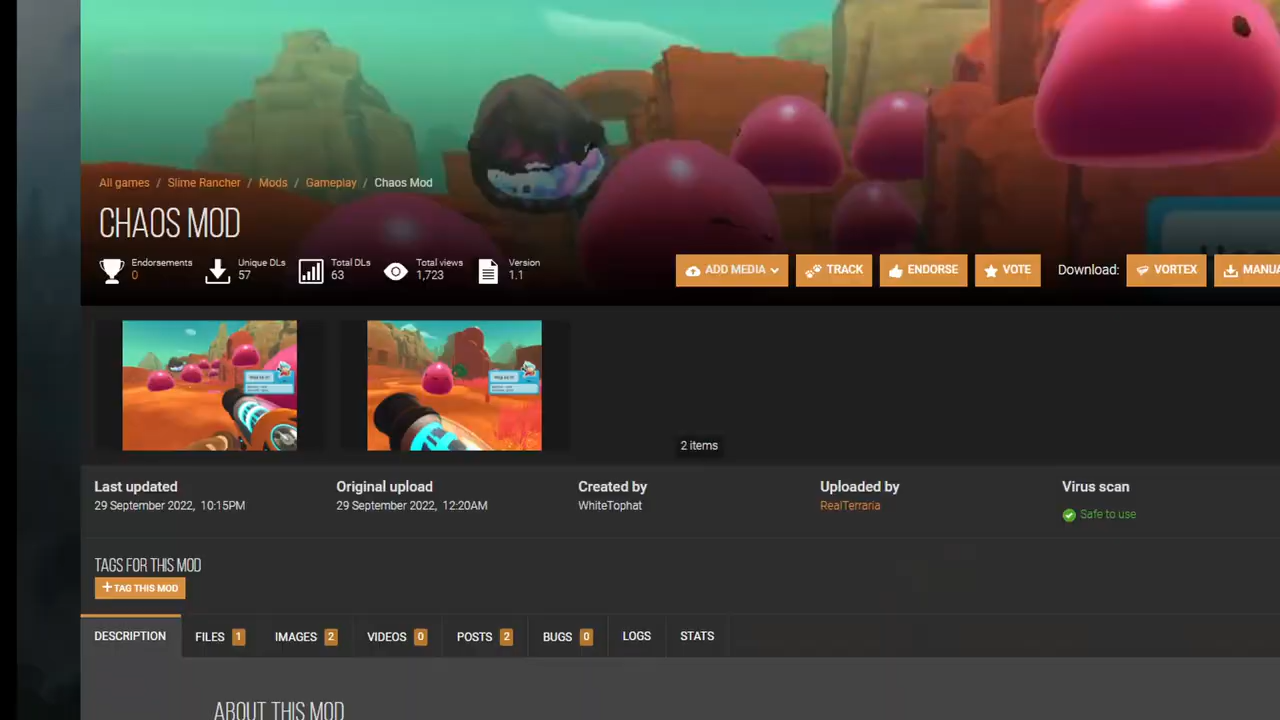 All games / Slime Rancher / Mods / Gameplay / Chaos Mod
CHAOS MOD
Endorsements
0
Unique DLs
57
Total DLs
63
Total views
1,723
Version
1.1
ADD MEDIA
TRACK
ENDORSE
VOTE
Download:
VORTEX
MANUA
2 items
Last updated
29 September 2022, 10:15PM
Original upload
29 September 2022, 12:20AM
Created by
WhiteTophat
Uploaded by
RealTerraria
Virus scan
Safe to use
TAGS FOR THIS MOD
+ TAG THIS MOD
DESCRIPTION
FILES 1
IMAGES 2
VIDEOS 0
POSTS 2
BUGS 0
LOGS
STATS
ABOUT THIS MOD